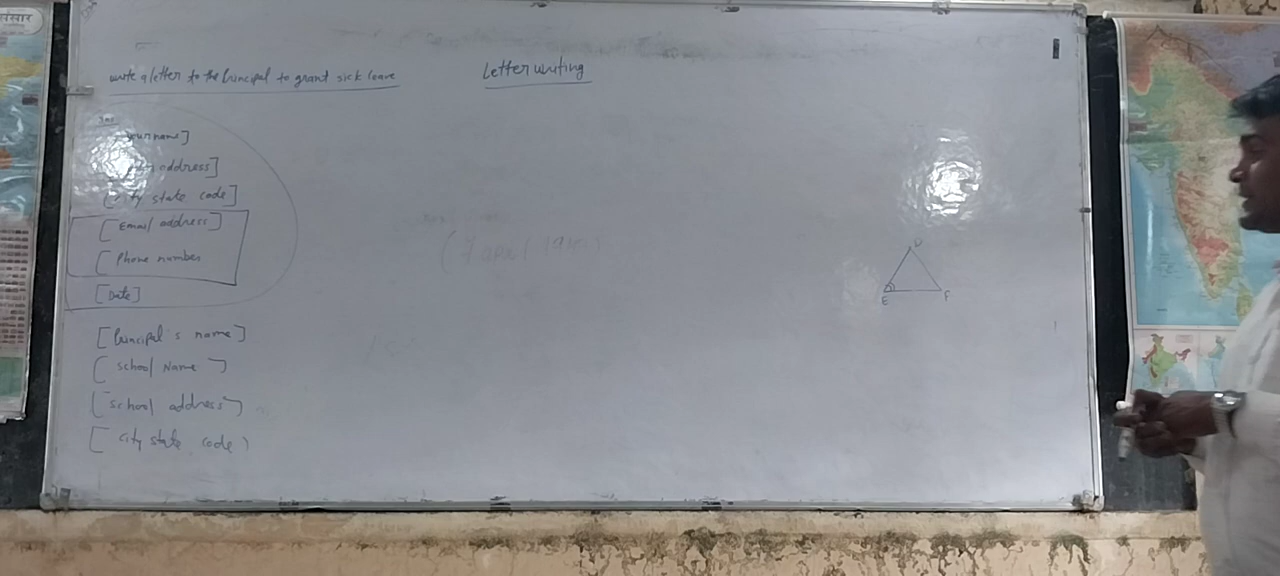 write a letter to the Principal to grant sick leave
Letter writing
Ans
your name]
address]
[City state code]
[Email address]
[Phone number
[Date]
[Principal's name]
[School Name]
[school address]
[city state code)
D
E F